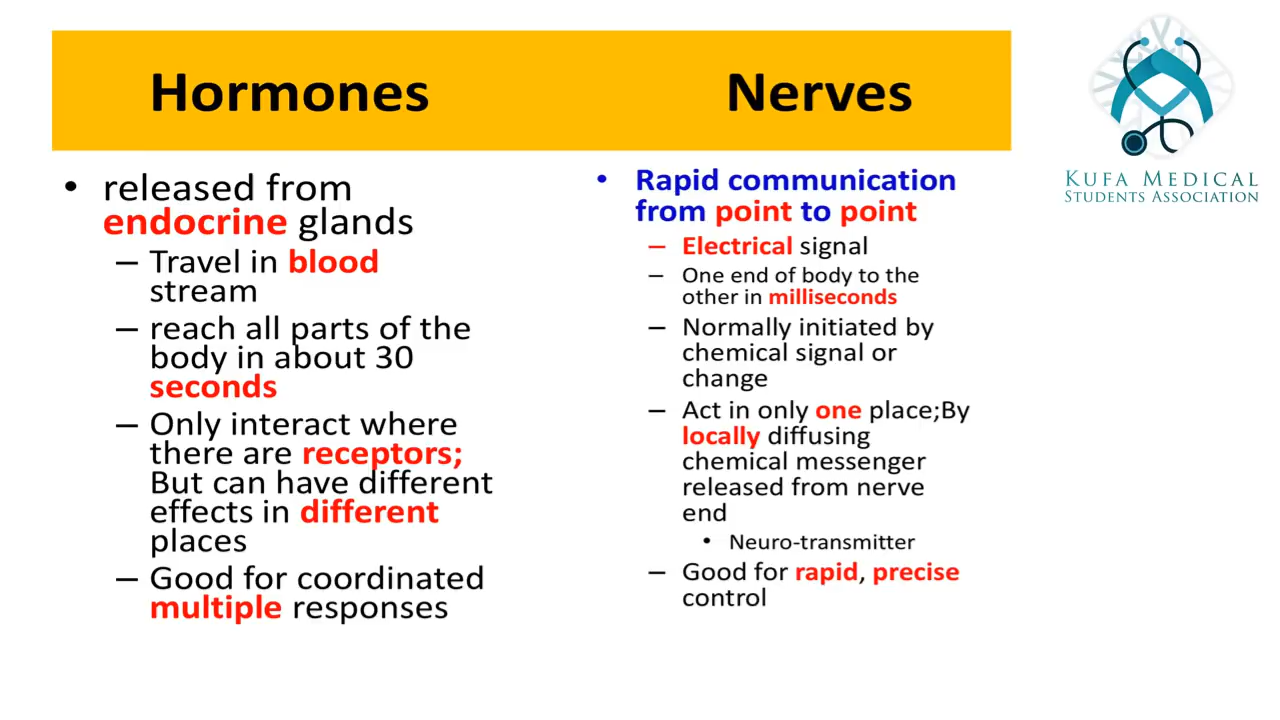 Hormones
Nerves
• released from
endocrine glands
– Travel in blood
stream
– reach all parts of the
body in about 30
seconds
– Only interact where
there are receptors;
But can have different
effects in different
places
– Good for coordinated
multiple responses
• Rapid communication
from point to point
– Electrical signal
– One end of body to the
other in milliseconds
– Normally initiated by
chemical signal or
change
– Act in only one place;By
locally diffusing
chemical messenger
released from nerve
end
• Neuro-transmitter
– Good for rapid, precise
control
KUFA MEDICAL
STUDENTS ASSOCIATION